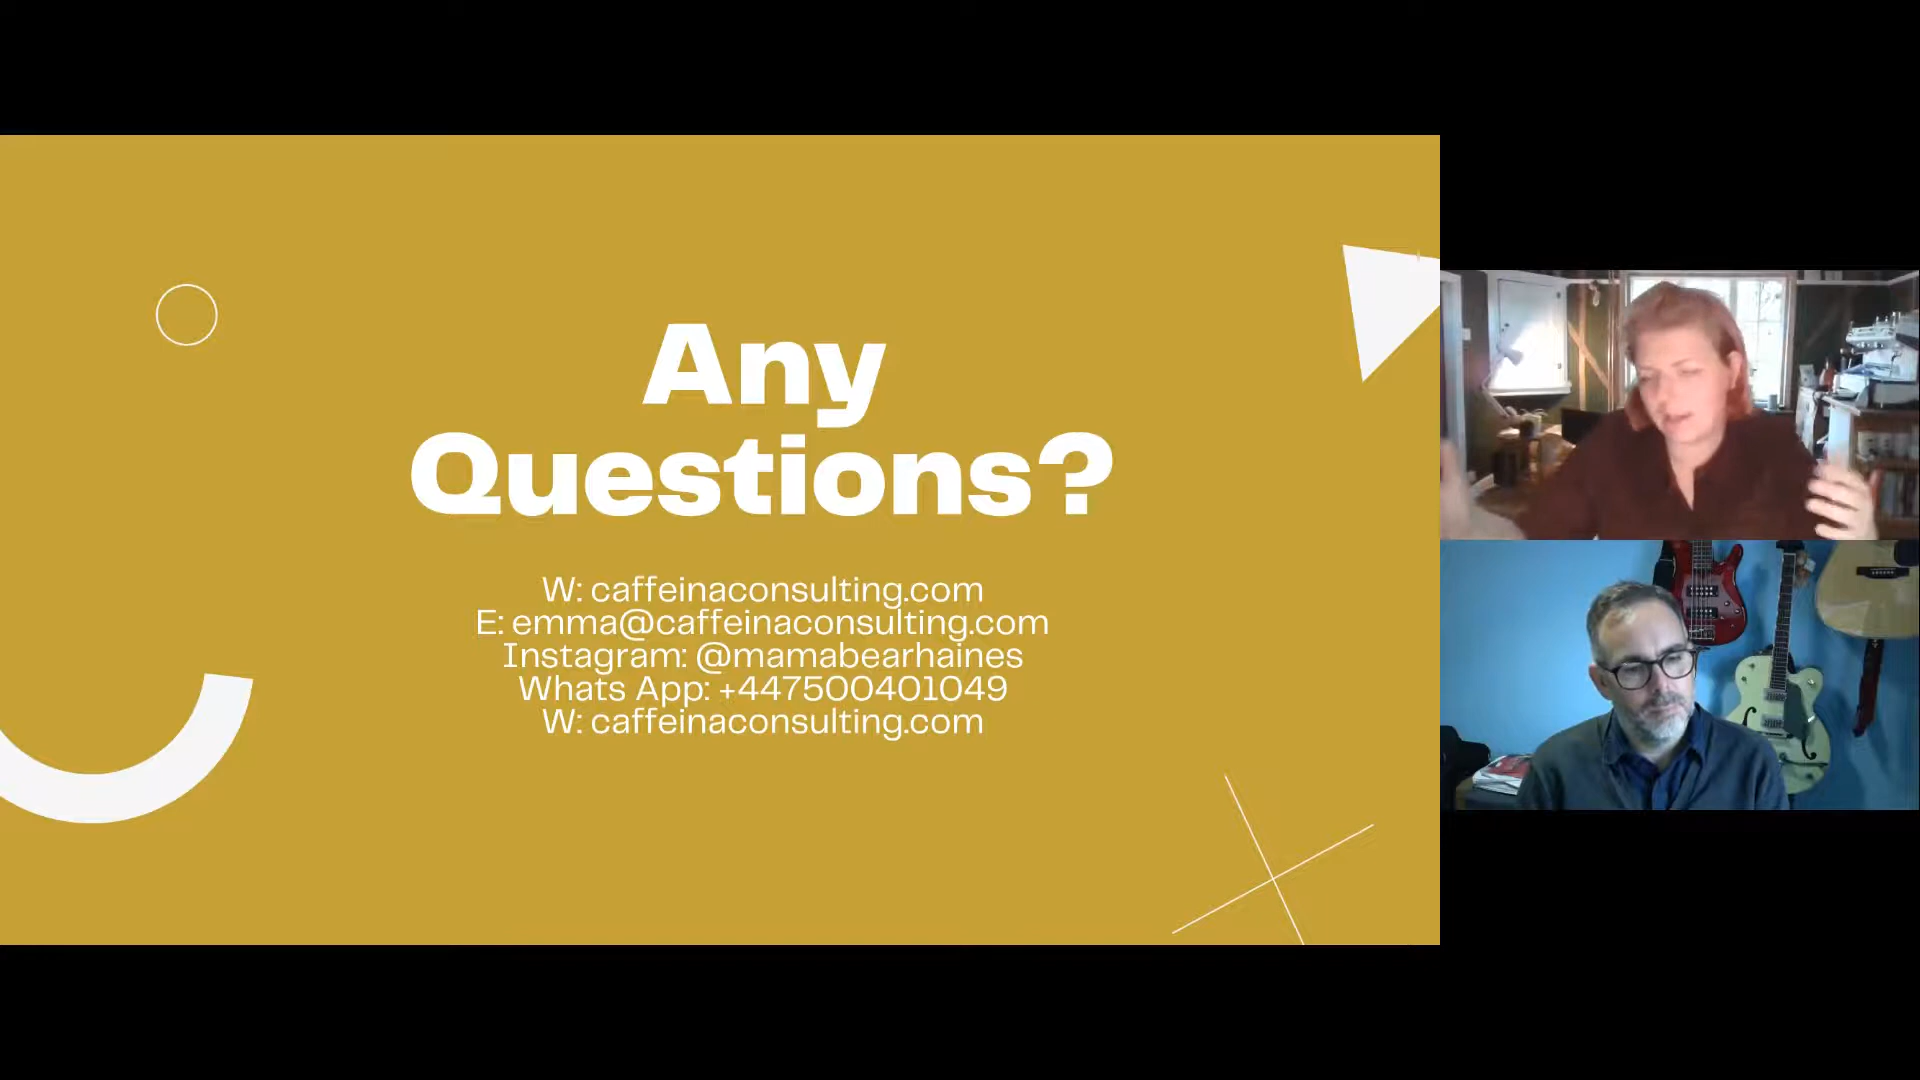 Any
Questions?
W: caffeinaconsulting.com
E: emma@caffeinaconsulting.com
Instagram: @mamabearhaines
Whats App: +447500401049
W: caffeinaconsulting.com